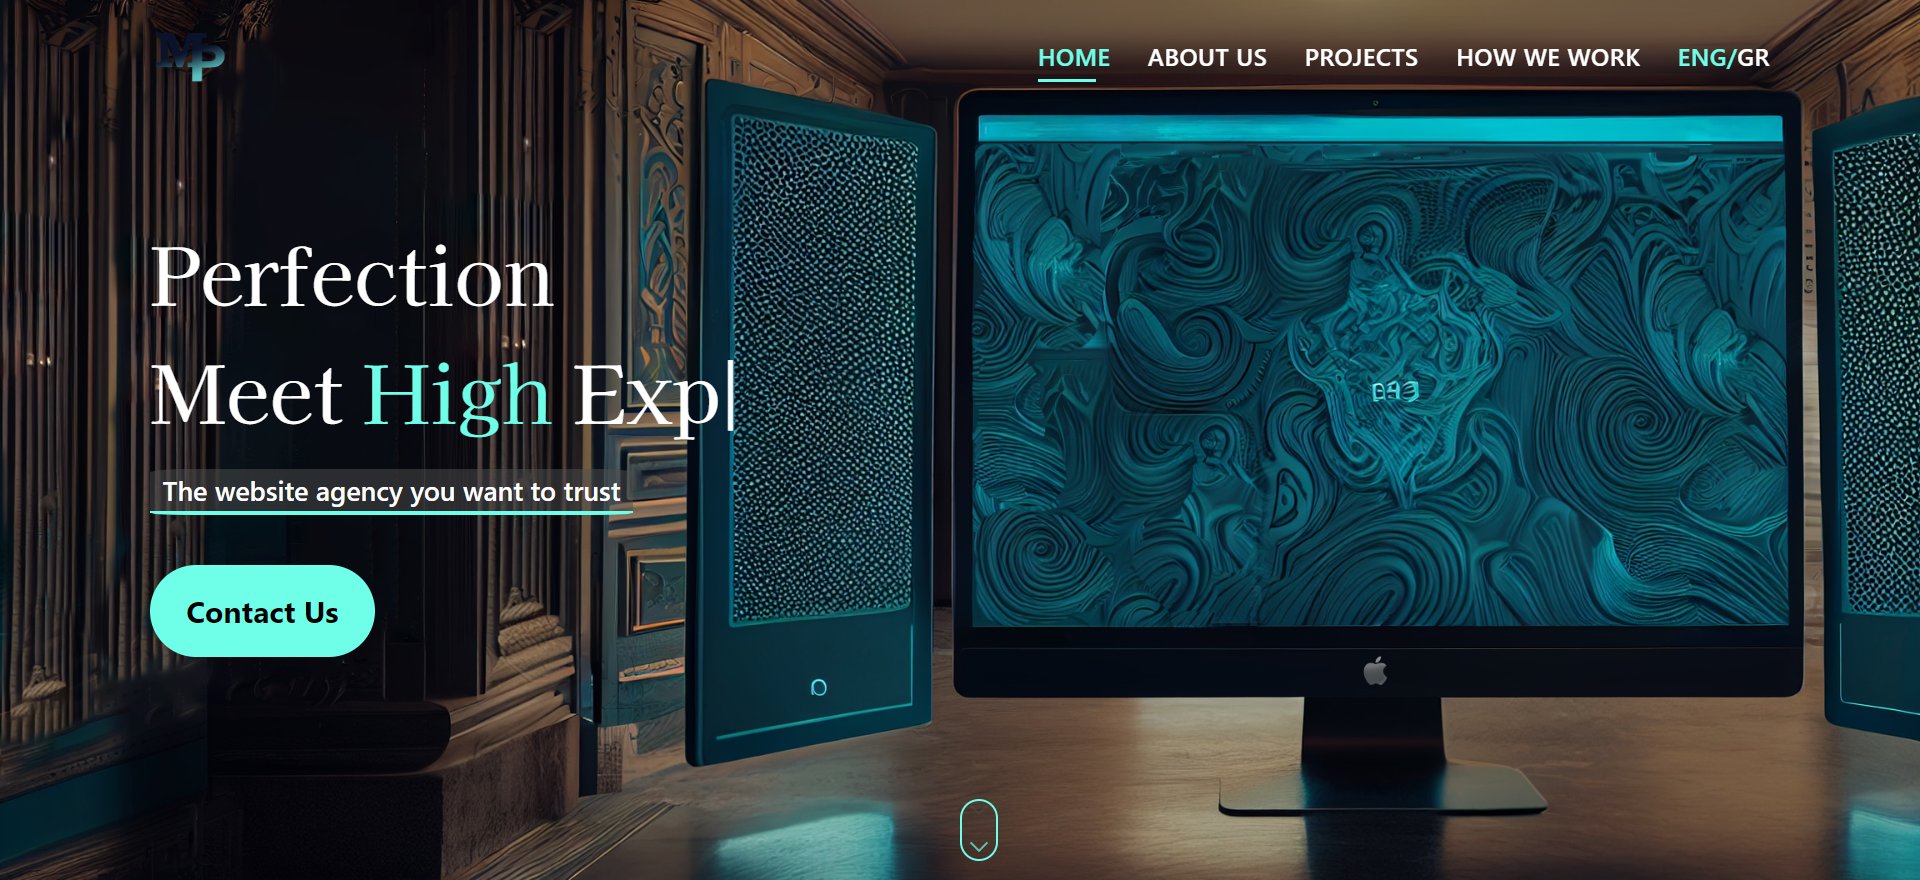 MP
HOME ABOUT US PROJECTS HOW WE WORK ENG/GR
Perfection
Meet High Exp|
The website agency you want to trust
Contact Us